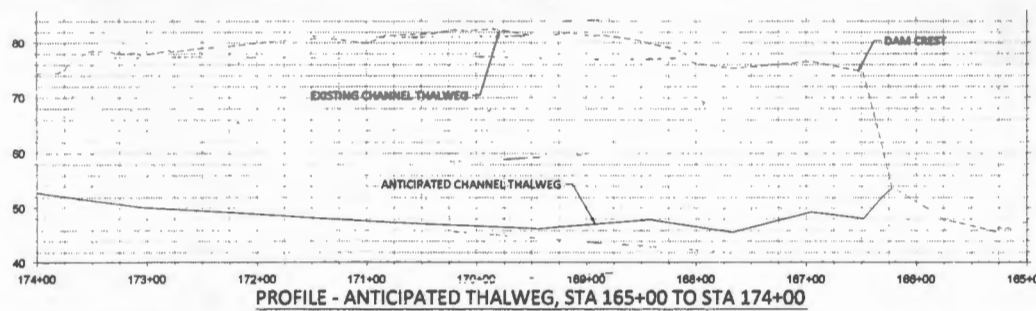 80
70
60
50
40
DAM CREST
EXISTING CHANNEL THALWEG
ANTICIPATED CHANNEL THALWEG
174+00 173+00 172+00 171+00 170+00 169+00 168+00 167+00 166+00 165+0
PROFILE - ANTICIPATED THALWEG, STA 165+00 TO STA 174+00